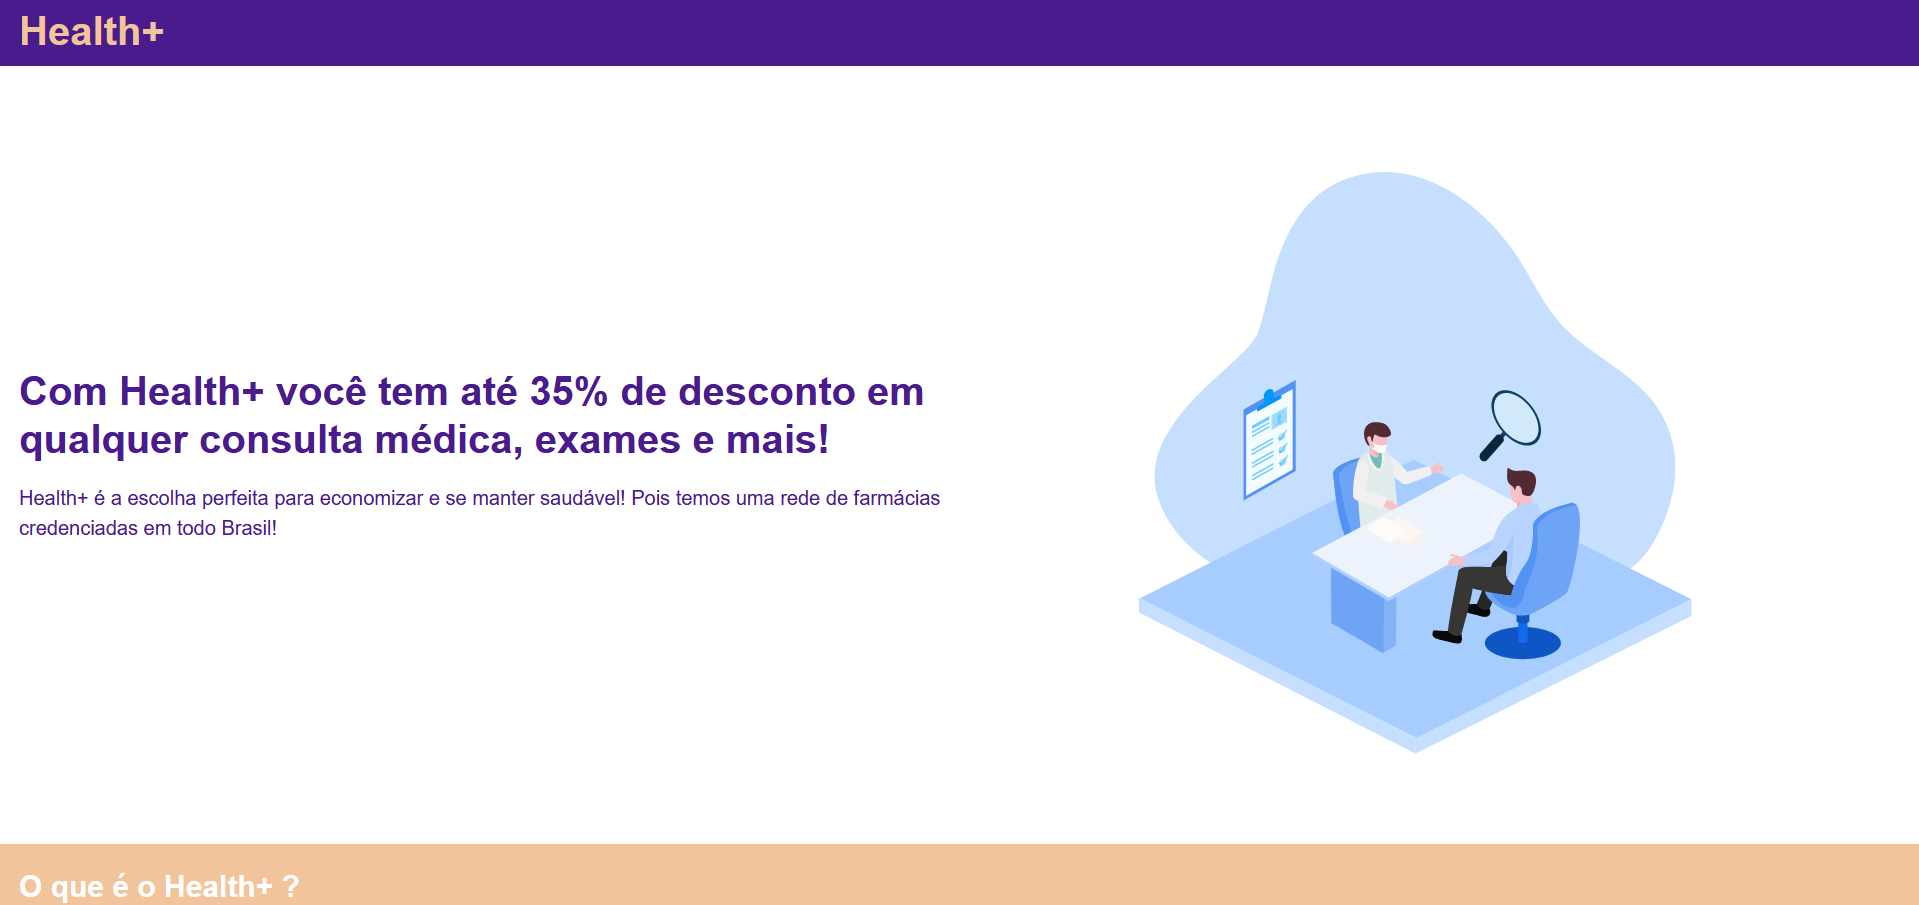 Health+
Com Health+ você tem até 35% de desconto em
qualquer consulta médica, exames e mais!
Health+ é a escolha perfeita para economizar e se manter saudável! Pois temos uma rede de farmácias
credenciadas em todo Brasil!
O que é o Health+ ?